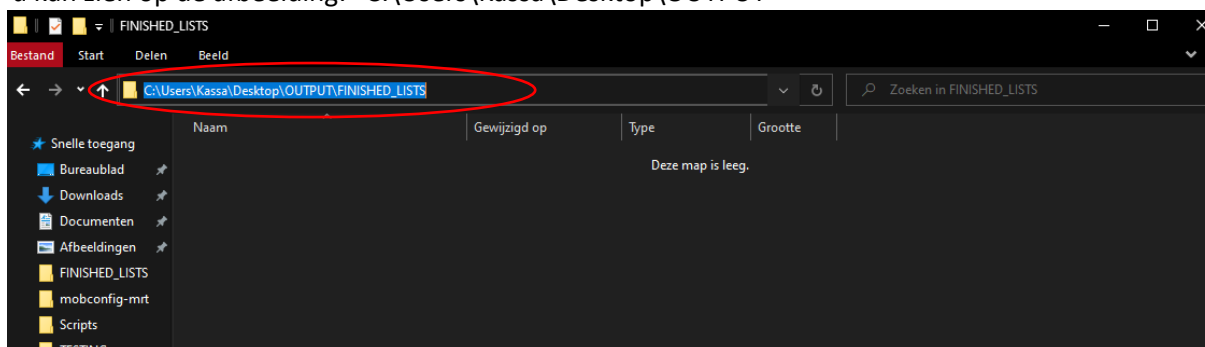 FINISHED_LISTS
Bestand Start Delen Beeld
C:\Users\Kassa\Desktop\OUTPUT\FINISHED_LISTS
Zoeken in FINISHED_LISTS
Naam Gewijzigd op Type Grootte
Snelle toegang
Deze map is leeg.
Bureaublad
Downloads
Documenten
Afbeeldingen
FINISHED_LISTS
mobconfig-mrt
Scripts